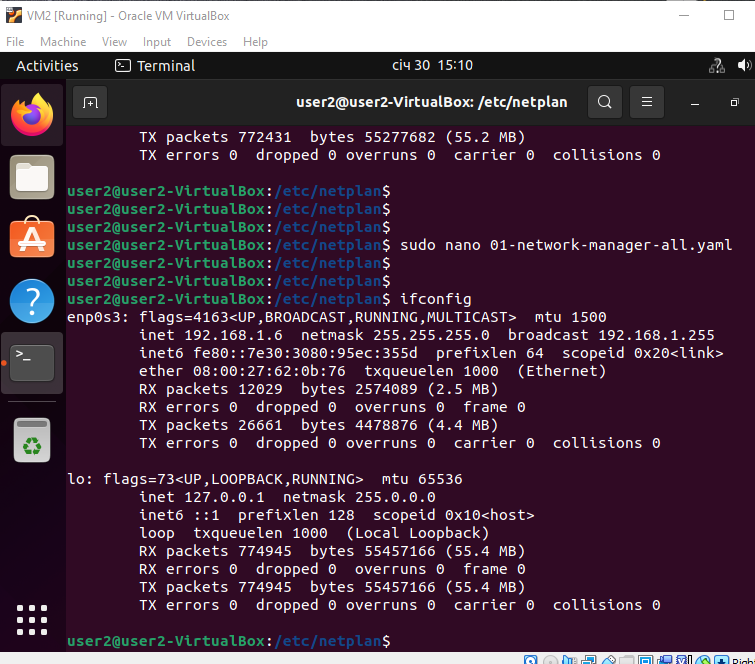 VM2 [Running] - Oracle VM VirtualBox
File Machine View Input Devices Help
Activities Terminal січ 30 15:10
user2@user2-VirtualBox: /etc/netplan
TX packets 772431 bytes 55277682 (55.2 MB)
TX errors 0 dropped 0 overruns 0 carrier 0 collisions 0
user2@user2-VirtualBox:/etc/netplan$
user2@user2-VirtualBox:/etc/netplan$
user2@user2-VirtualBox:/etc/netplan$
user2@user2-VirtualBox:/etc/netplan$ sudo nano 01-network-manager-all.yaml
user2@user2-VirtualBox:/etc/netplan$
user2@user2-VirtualBox:/etc/netplan$
user2@user2-VirtualBox:/etc/netplan$ ifconfig
enp0s3: flags=4163<UP,BROADCAST,RUNNING,MULTICAST> mtu 1500
inet 192.168.1.6 netmask 255.255.255.0 broadcast 192.168.1.255
inet6 fe80::7e30:3080:95ec:355d prefixlen 64 scopeid 0x20<link>
ether 08:00:27:62:0b:76 txqueuelen 1000 (Ethernet)
RX packets 12029 bytes 2574089 (2.5 MB)
RX errors 0 dropped 0 overruns 0 frame 0
TX packets 26661 bytes 4478876 (4.4 MB)
TX errors 0 dropped 0 overruns 0 carrier 0 collisions 0
lo: flags=73<UP,LOOPBACK,RUNNING> mtu 65536
inet 127.0.0.1 netmask 255.0.0.0
inet6 ::1 prefixlen 128 scopeid 0x10<host>
loop txqueuelen 1000 (Local Loopback)
RX packets 774945 bytes 55457166 (55.4 MB)
RX errors 0 dropped 0 overruns 0 frame 0
TX packets 774945 bytes 55457166 (55.4 MB)
TX errors 0 dropped 0 overruns 0 carrier 0 collisions 0
user2@user2-VirtualBox:/etc/netplan$